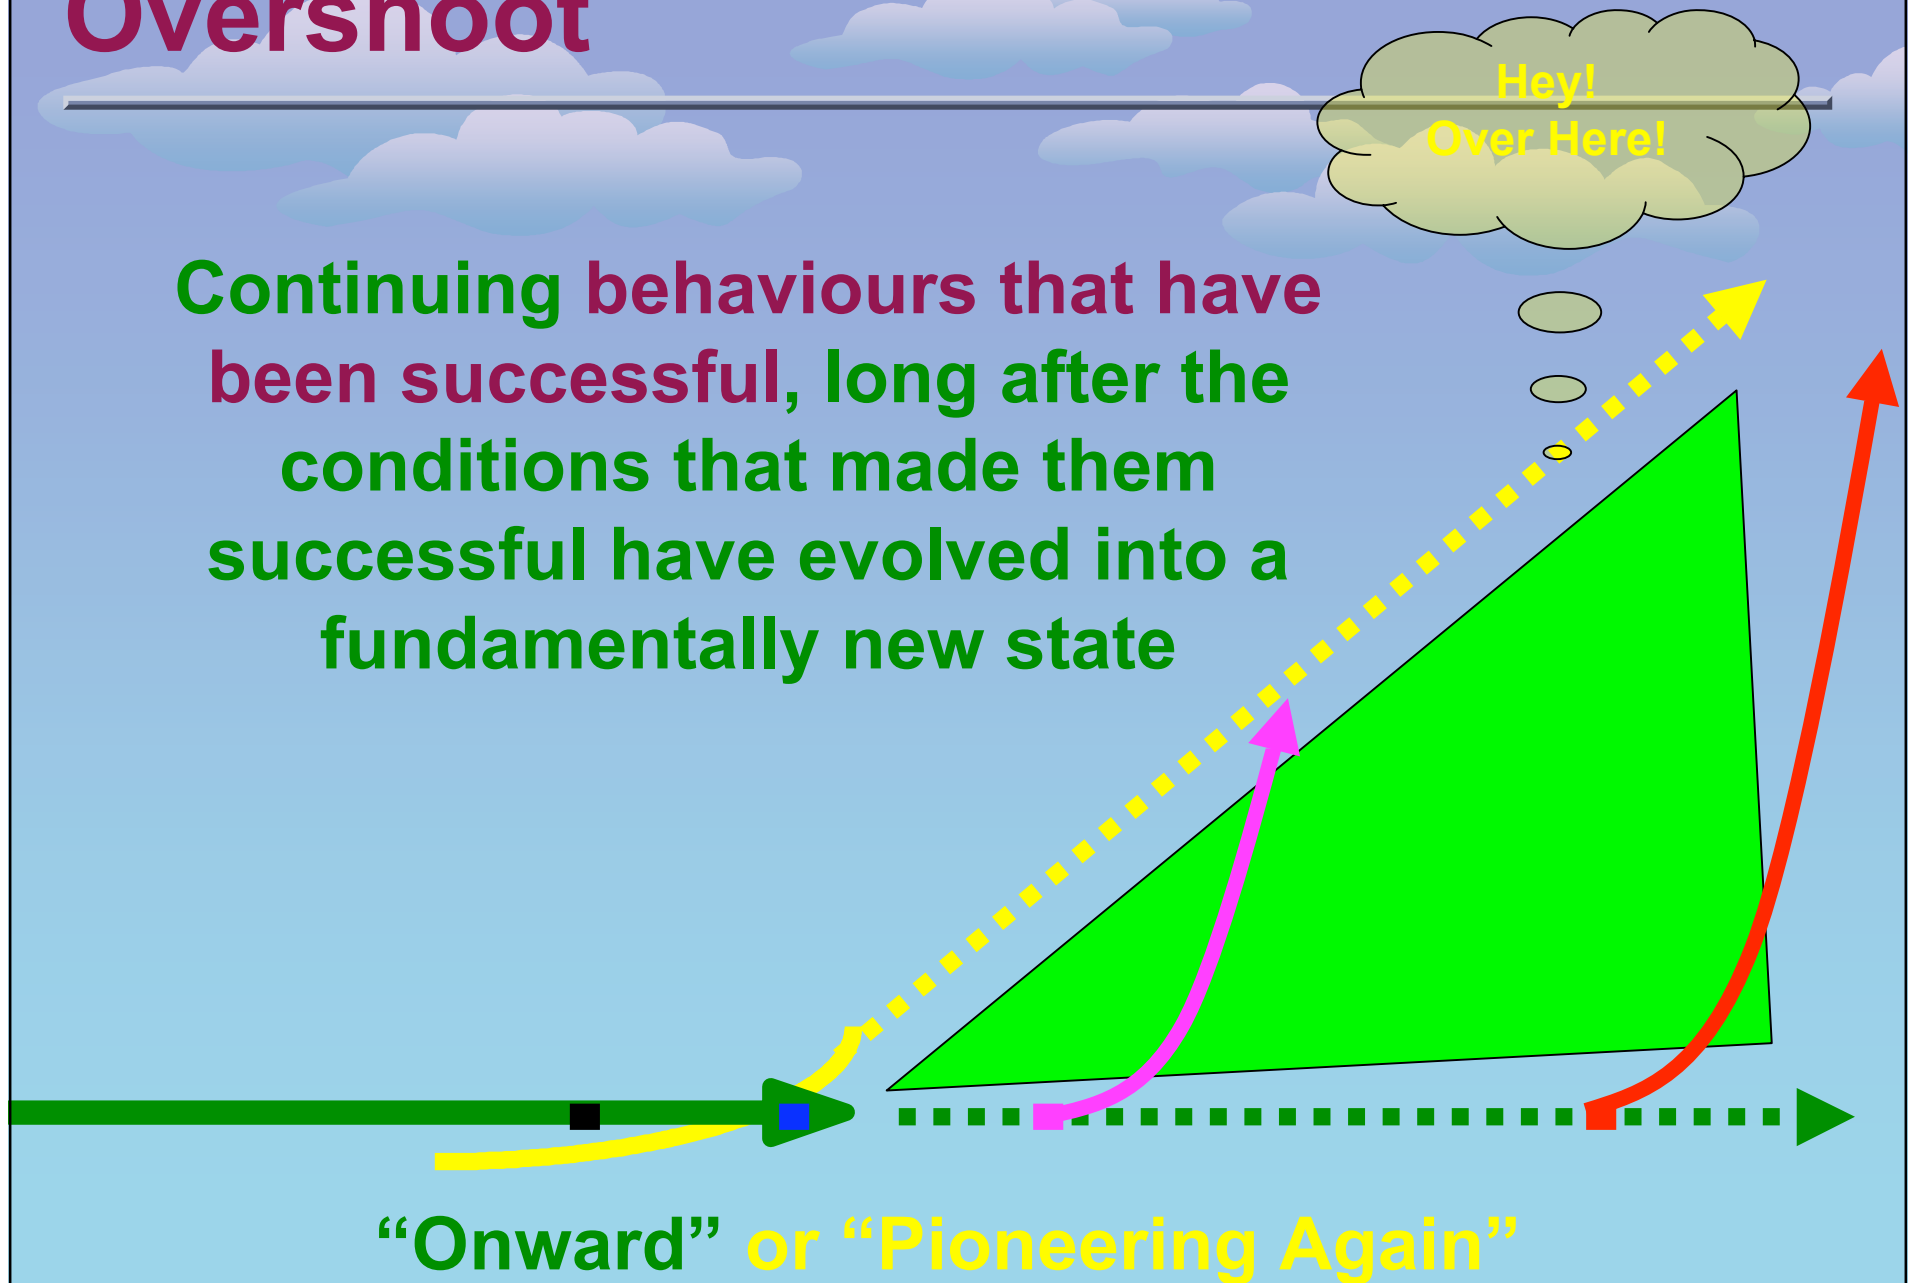 Overshoot
Hey!
Over Here!
Continuing behaviours that have
been successful, long after the
conditions that made them
successful have evolved into a
fundamentally new state
“Onward” or “Pioneering Again”